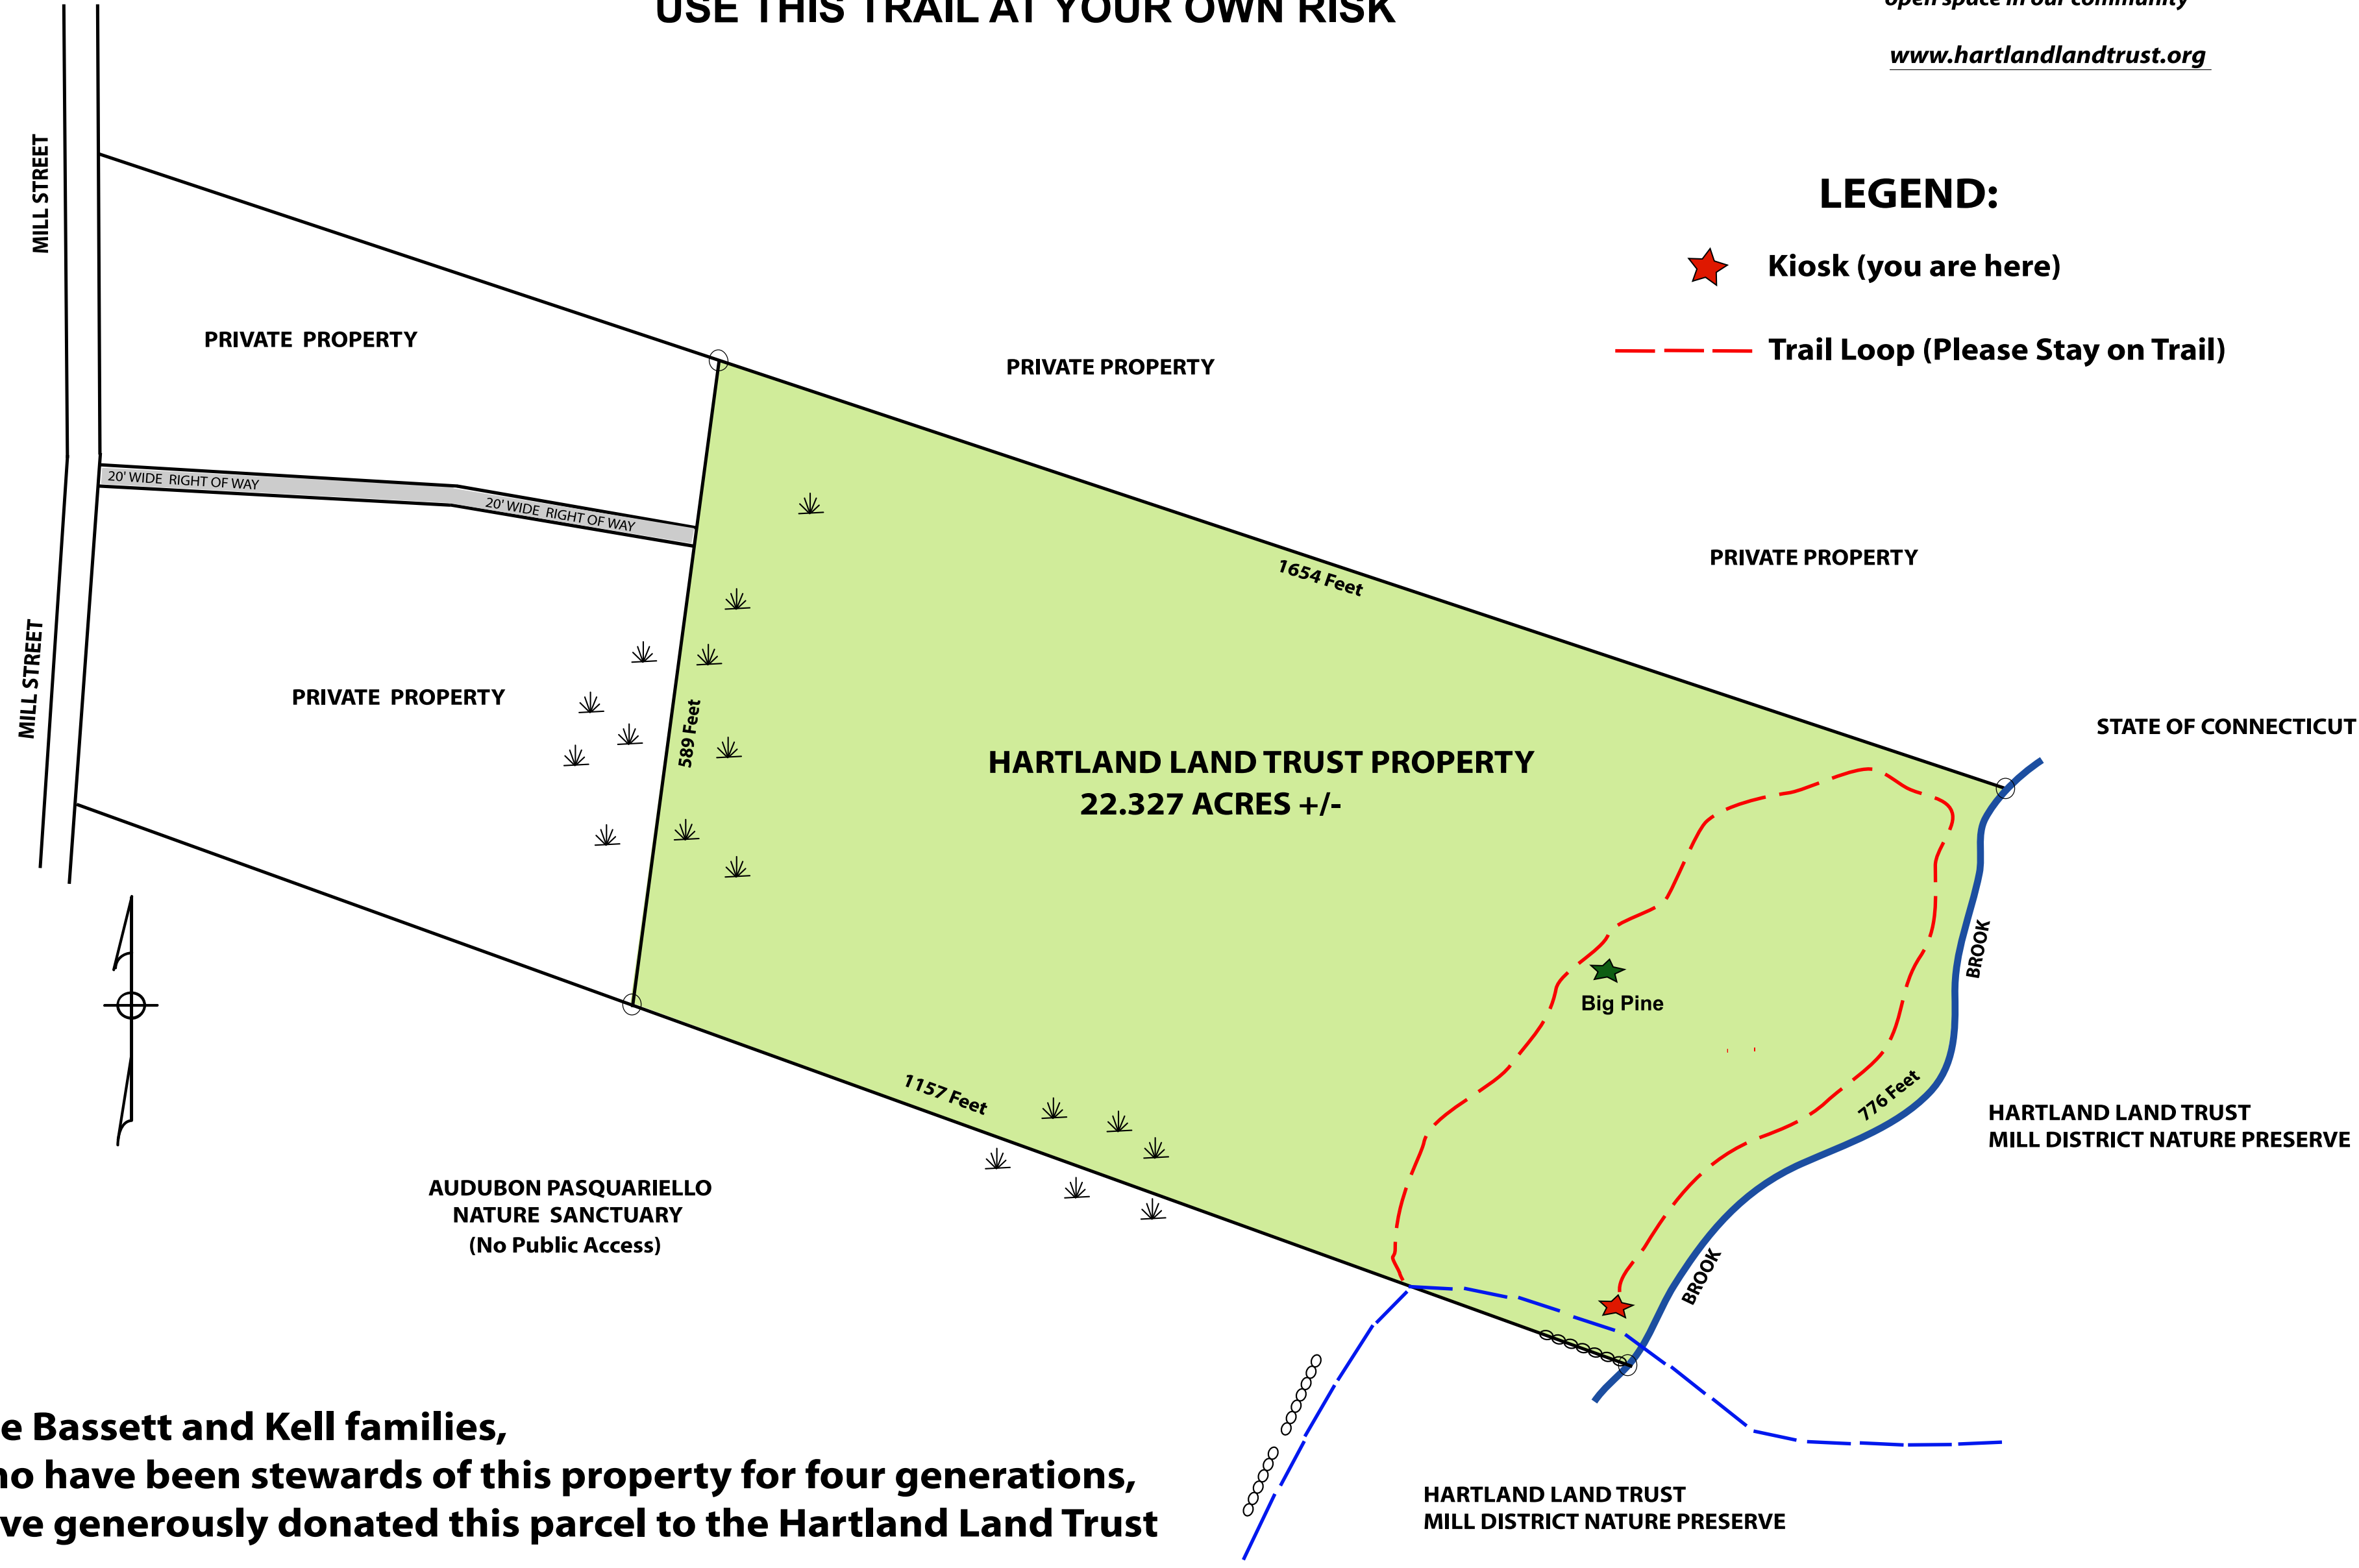 USE THIS TRAIL AT YOUR OWN RISK
open space in our community
www.hartlandlandtrust.org
MILL STREET
LEGEND:
Kiosk (you are here)
Trail Loop (Please Stay on Trail)
PRIVATE PROPERTY
PRIVATE PROPERTY
20' WIDE RIGHT OF WAY
20' WIDE RIGHT OF WAY
1654 Feet
PRIVATE PROPERTY
MILL STREET
PRIVATE PROPERTY
589 Feet
STATE OF CONNECTICUT
HARTLAND LAND TRUST PROPERTY
22.327 ACRES +/-
BROOK
Big Pine
1157 Feet
776 Feet
HARTLAND LAND TRUST
MILL DISTRICT NATURE PRESERVE
AUDUBON PASQUARIELLO
NATURE SANCTUARY
(No Public Access)
BROOK
e Bassett and Kell families,
ho have been stewards of this property for four generations,
ve generously donated this parcel to the Hartland Land Trust
HARTLAND LAND TRUST
MILL DISTRICT NATURE PRESERVE